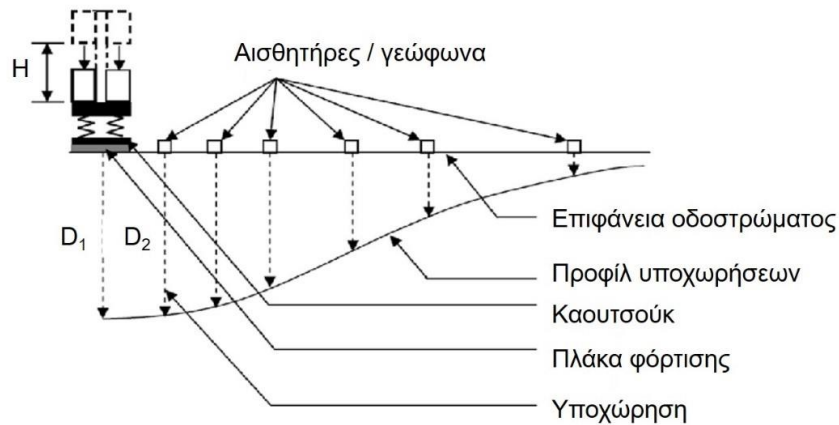 Αισθητήρες / γεώφωνα
H
D1 D2
Επιφάνεια οδοστρώματος
Προφίλ υποχωρήσεων
Καουτσούκ
Πλάκα φόρτισης
Υποχώρηση